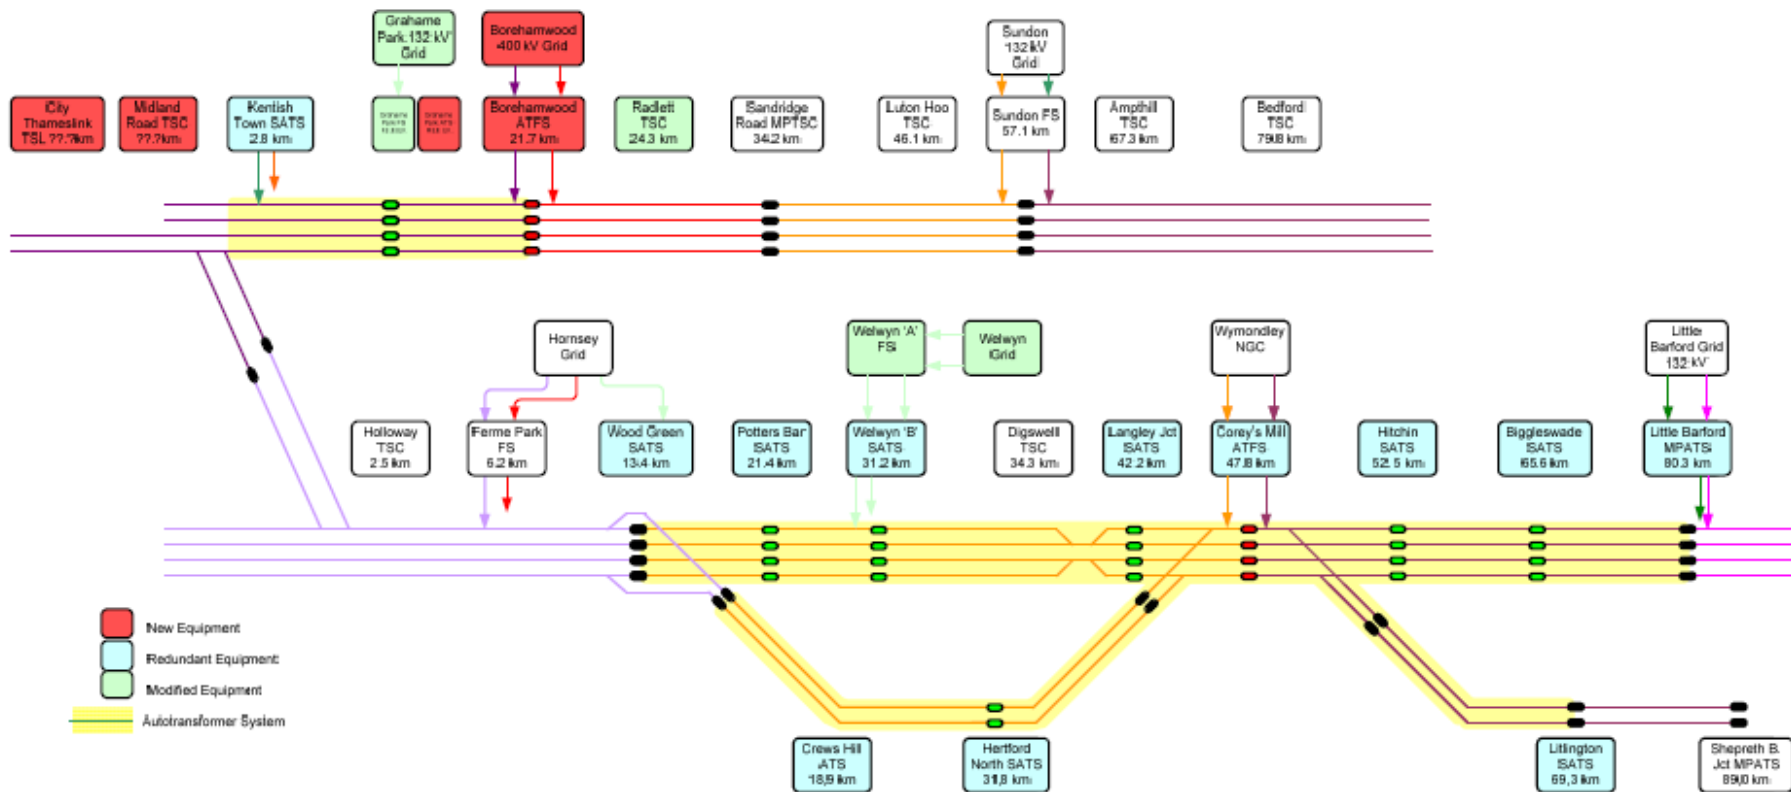 Grahame
Park 132 kV
Grid
Borehamwood
400 kV Grid
Sundon
132 kV
Grid
City
Thameslink
TSL ??.?km
Midland
Road TSC
??.?km
Kentish
Town SATS
2.8 km
Grahame
Park FS
Grahame
Park ATS
Borehamwood
ATFS
21.7 km
Radlett
TSC
24.3 km
Sandridge
Road MPTSC
34.2 km
Luton Hoo
TSC
46.1 km
Sundon FS
57.1 km
Ampthill
TSC
67.3 km
Bedford
TSC
79.8 km
Hornsey
Grid
Welwyn 'A'
FS
Welwyn
Grid
Wymondley
NGC
Little
Barford Grid
132 kV
Holloway
TSC
2.5 km
Ferme Park
FS
6.2 km
Wood Green
SATS
13.4 km
Potters Bar
SATS
21.4 km
Welwyn 'B'
SATS
31.2 km
Digswell
TSC
34.3 km
Langley Jct
SATS
42.2 km
Corey's Mill
ATFS
47.8 km
Hitchin
SATS
52.5 km
Biggleswade
SATS
65.6 km
Little Barford
MPATS
80.3 km
New Equipment
Redundant Equipment
Modified Equipment
Autotransformer System
Crews Hill
ATS
18.9 km
Hertford
North SATS
31.8 km
Litlington
SATS
69.3 km
Shepreth B.
Jct MPATS
89.0 km